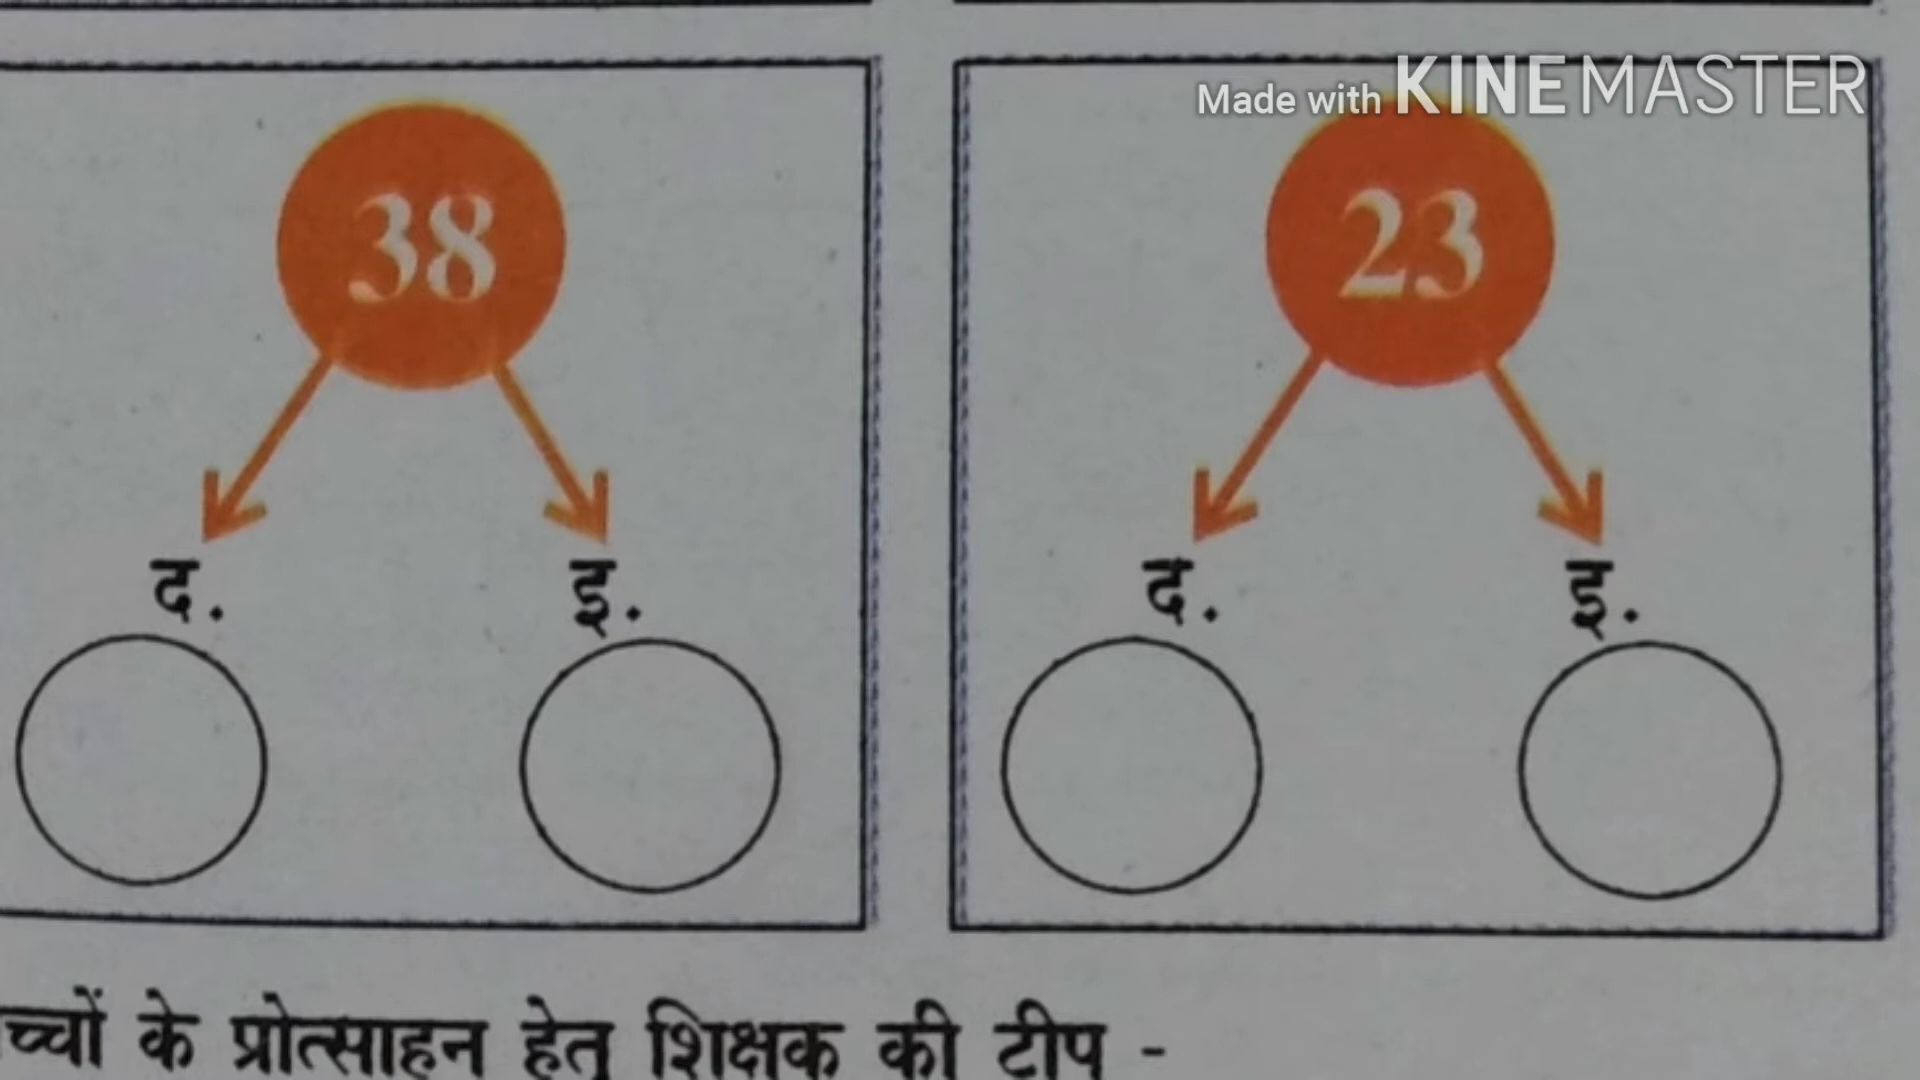 Made with KINEMASTER
38 23
द. इ. द. इ.
च्चों के प्रोत्साहन हेतु शिक्षक की टीप -